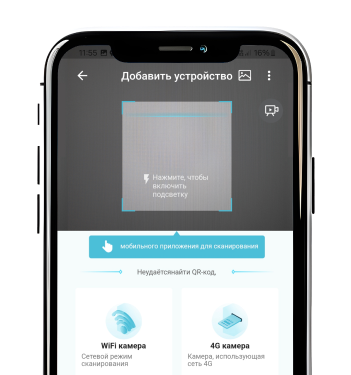 11:55
16%
Добавить устройство
Нажмите, чтобы
включить
подсветку
мобильного приложения для сканирования
Неудаётсянайти QR-код,
WiFi камера
4G камера
Сетевой режим
сканирования
Камера, использующая
сеть 4G